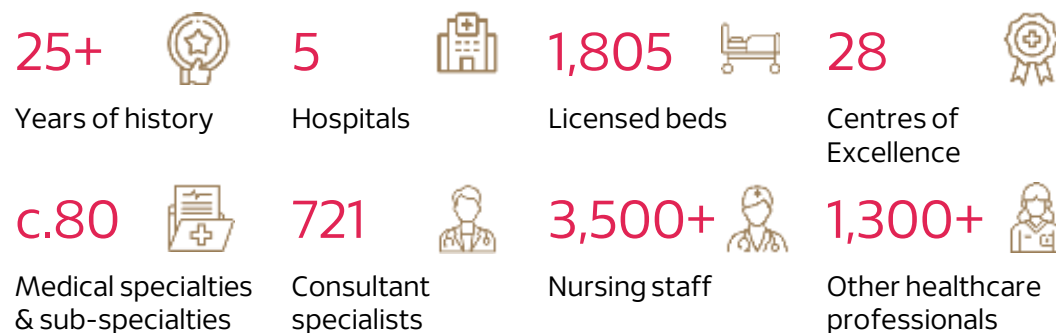 25+
Years of history
5
Hospitals
1,805
Licensed beds
28
Centres of
Excellence
c.80
Medical specialties
& sub-specialties
721
Consultant
specialists
3,500+
Nursing staff
1,300+
Other healthcare
professionals